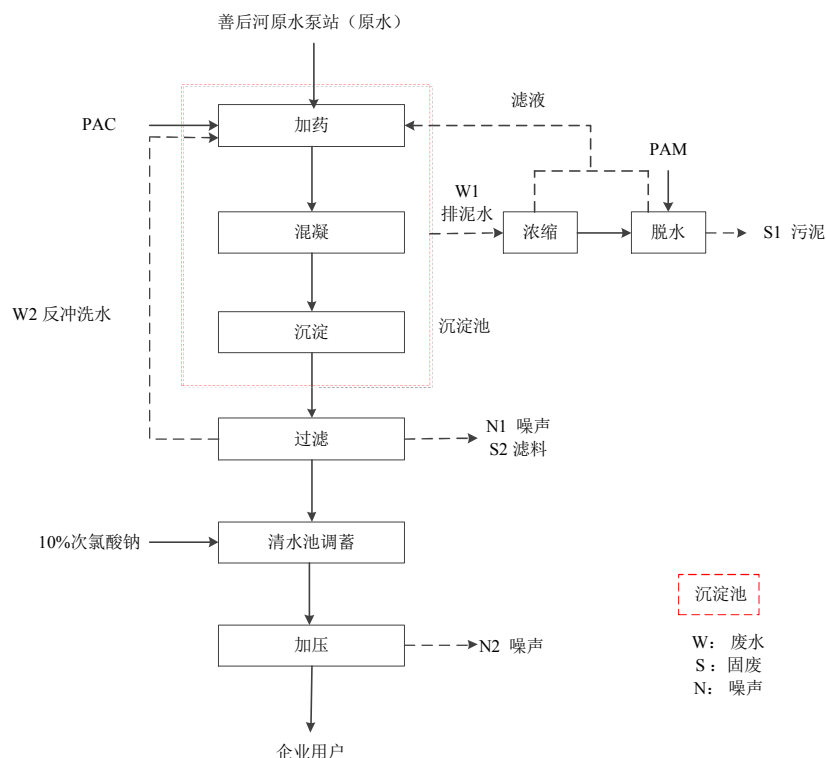 善后河原水泵站（原水）
滤液
PAC
加药
PAM
W1
排泥水
混凝
浓缩
脱水
S1 污泥
W2 反冲洗水
沉淀
沉淀池
过滤
N1 噪声
S2 滤料
10%次氯酸钠
清水池调蓄
沉淀池
加压
N2 噪声
W： 废水
S ：固废
N： 噪声
企业用户